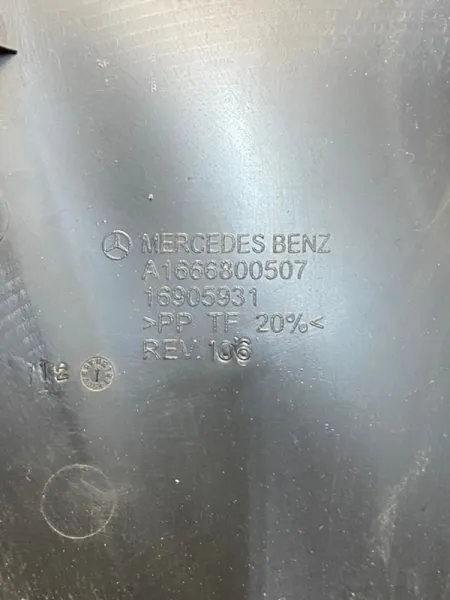 MERCEDES BENZ
A1666800507
16905931
>PP TF 20%<
REV.106